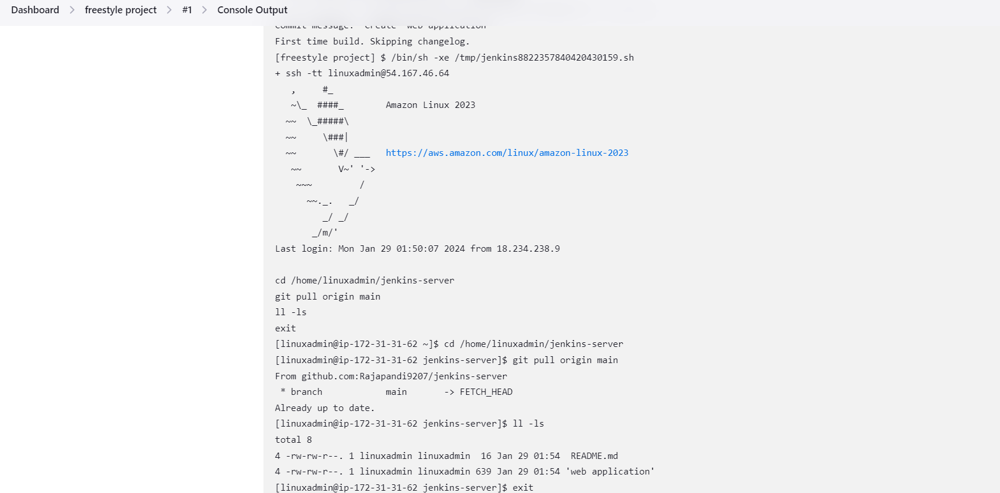 Dashboard > freestyle project > #1 > Console Output
Commit message: "Create 'web application'"
First time build. Skipping changelog.
[freestyle project] $ /bin/sh -xe /tmp/jenkins8822357840420430159.sh
+ ssh -tt linuxadmin@54.167.46.64
   ,     #_
   ~\_  ####_        Amazon Linux 2023
  ~~  \_#####\
  ~~     \###|
  ~~       \#/ ___   https://aws.amazon.com/linux/amazon-linux-2023
   ~~       V~' '->
    ~~~         /
      ~~._.   _/
         _/ _/
       _/m/'
Last login: Mon Jan 29 01:50:07 2024 from 18.234.238.9
cd /home/linuxadmin/jenkins-server
git pull origin main
ll -ls
exit
[linuxadmin@ip-172-31-31-62 ~]$ cd /home/linuxadmin/jenkins-server
[linuxadmin@ip-172-31-31-62 jenkins-server]$ git pull origin main
From github.com:Rajapandi9207/jenkins-server
 * branch            main       -> FETCH_HEAD
Already up to date.
[linuxadmin@ip-172-31-31-62 jenkins-server]$ ll -ls
total 8
4 -rw-rw-r--. 1 linuxadmin linuxadmin  16 Jan 29 01:54  README.md
4 -rw-rw-r--. 1 linuxadmin linuxadmin 639 Jan 29 01:54 'web application'
[linuxadmin@ip-172-31-31-62 jenkins-server]$ exit